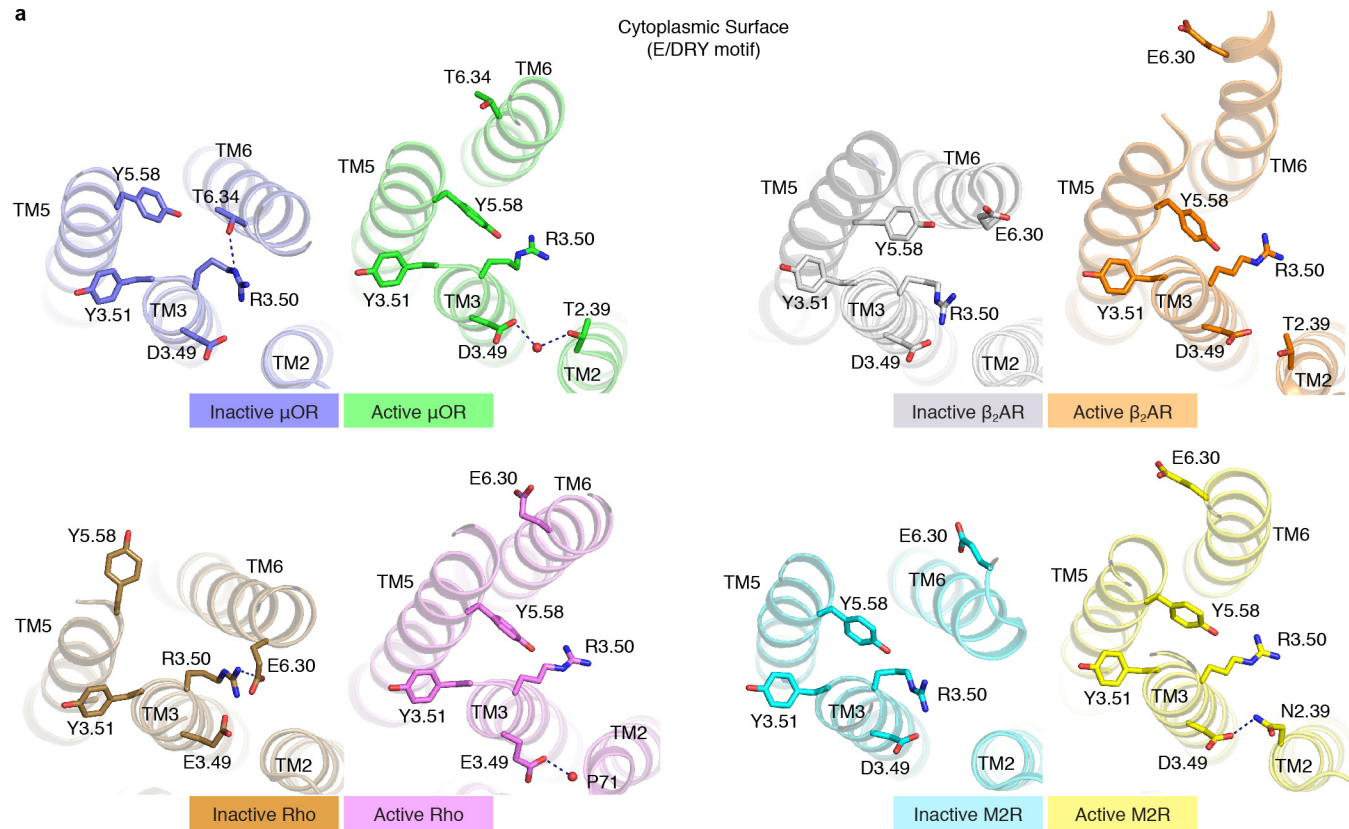 a
Cytoplasmic Surface
(E/DRY motif)
TM5
Y5.58
TM6
T6.34
R3.50
Y3.51
TM3
D3.49
TM2
Inactive μOR
T6.34
TM6
TM5
Y5.58
R3.50
Y3.51
TM3
T2.39
D3.49
TM2
Active μOR
TM5
TM6
Y5.58
E6.30
Y3.51
TM3
R3.50
D3.49
TM2
Inactive β₂AR
E6.30
TM6
TM5
Y5.58
R3.50
Y3.51
TM3
T2.39
D3.49
TM2
Active β₂AR
Y5.58
TM6
TM5
R3.50
E6.30
Y3.51
TM3
E3.49
TM2
Inactive Rho
E6.30
TM6
TM5
Y5.58
R3.50
Y3.51
TM3
TM2
E3.49
P71
Active Rho
E6.30
TM5
TM6
Y5.58
R3.50
Y3.51
TM3
D3.49
TM2
Inactive M2R
E6.30
TM6
TM5
Y5.58
R3.50
Y3.51
TM3
N2.39
D3.49
TM2
Active M2R